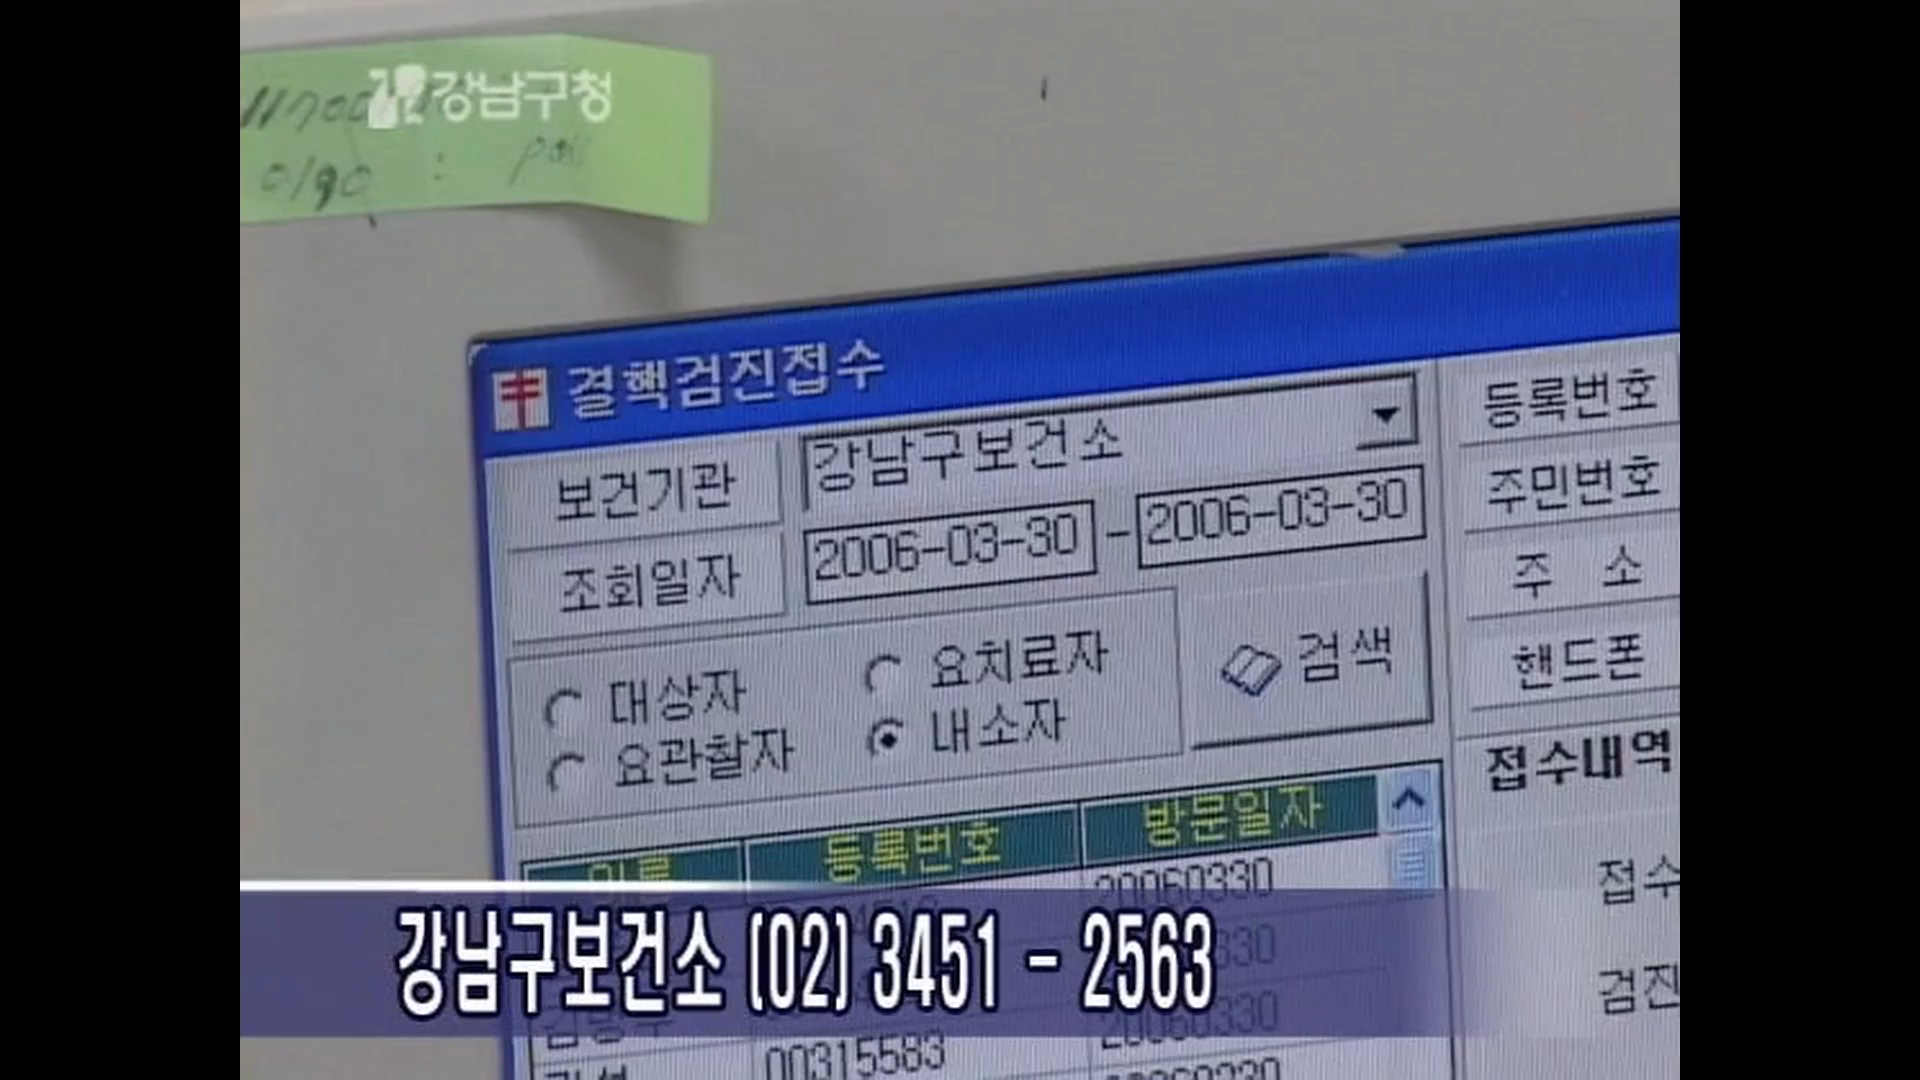 강남구청
결핵검진접수
보건기관 강남구보건소
조회일자 2006-03-30 - 2006-03-30
대상자 요치료자
요관찰자 내소자
검색
등록번호
주민번호
주 소
핸드폰
접수내역
접수
검진
이름 등록번호 방문일자
20060330
20060330
00315583
강남구보건소 (02) 3451 - 2563